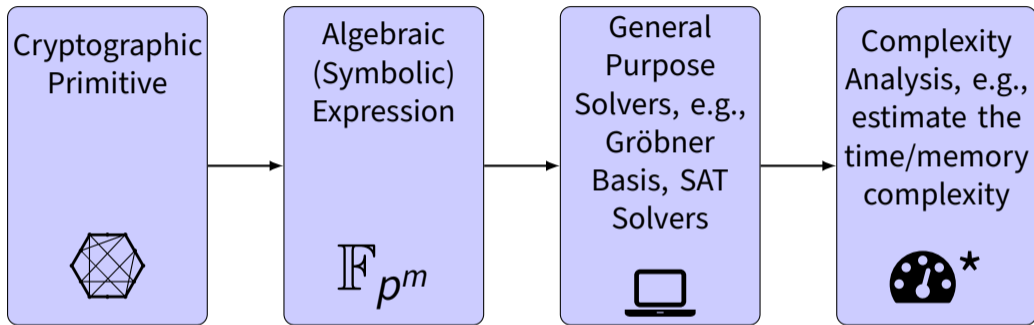 Cryptographic
Primitive
Algebraic
(Symbolic)
Expression
𝔽 p^m
General
Purpose
Solvers, e.g.,
Gröbner
Basis, SAT
Solvers
Complexity
Analysis, e.g.,
estimate the
time/memory
complexity
*